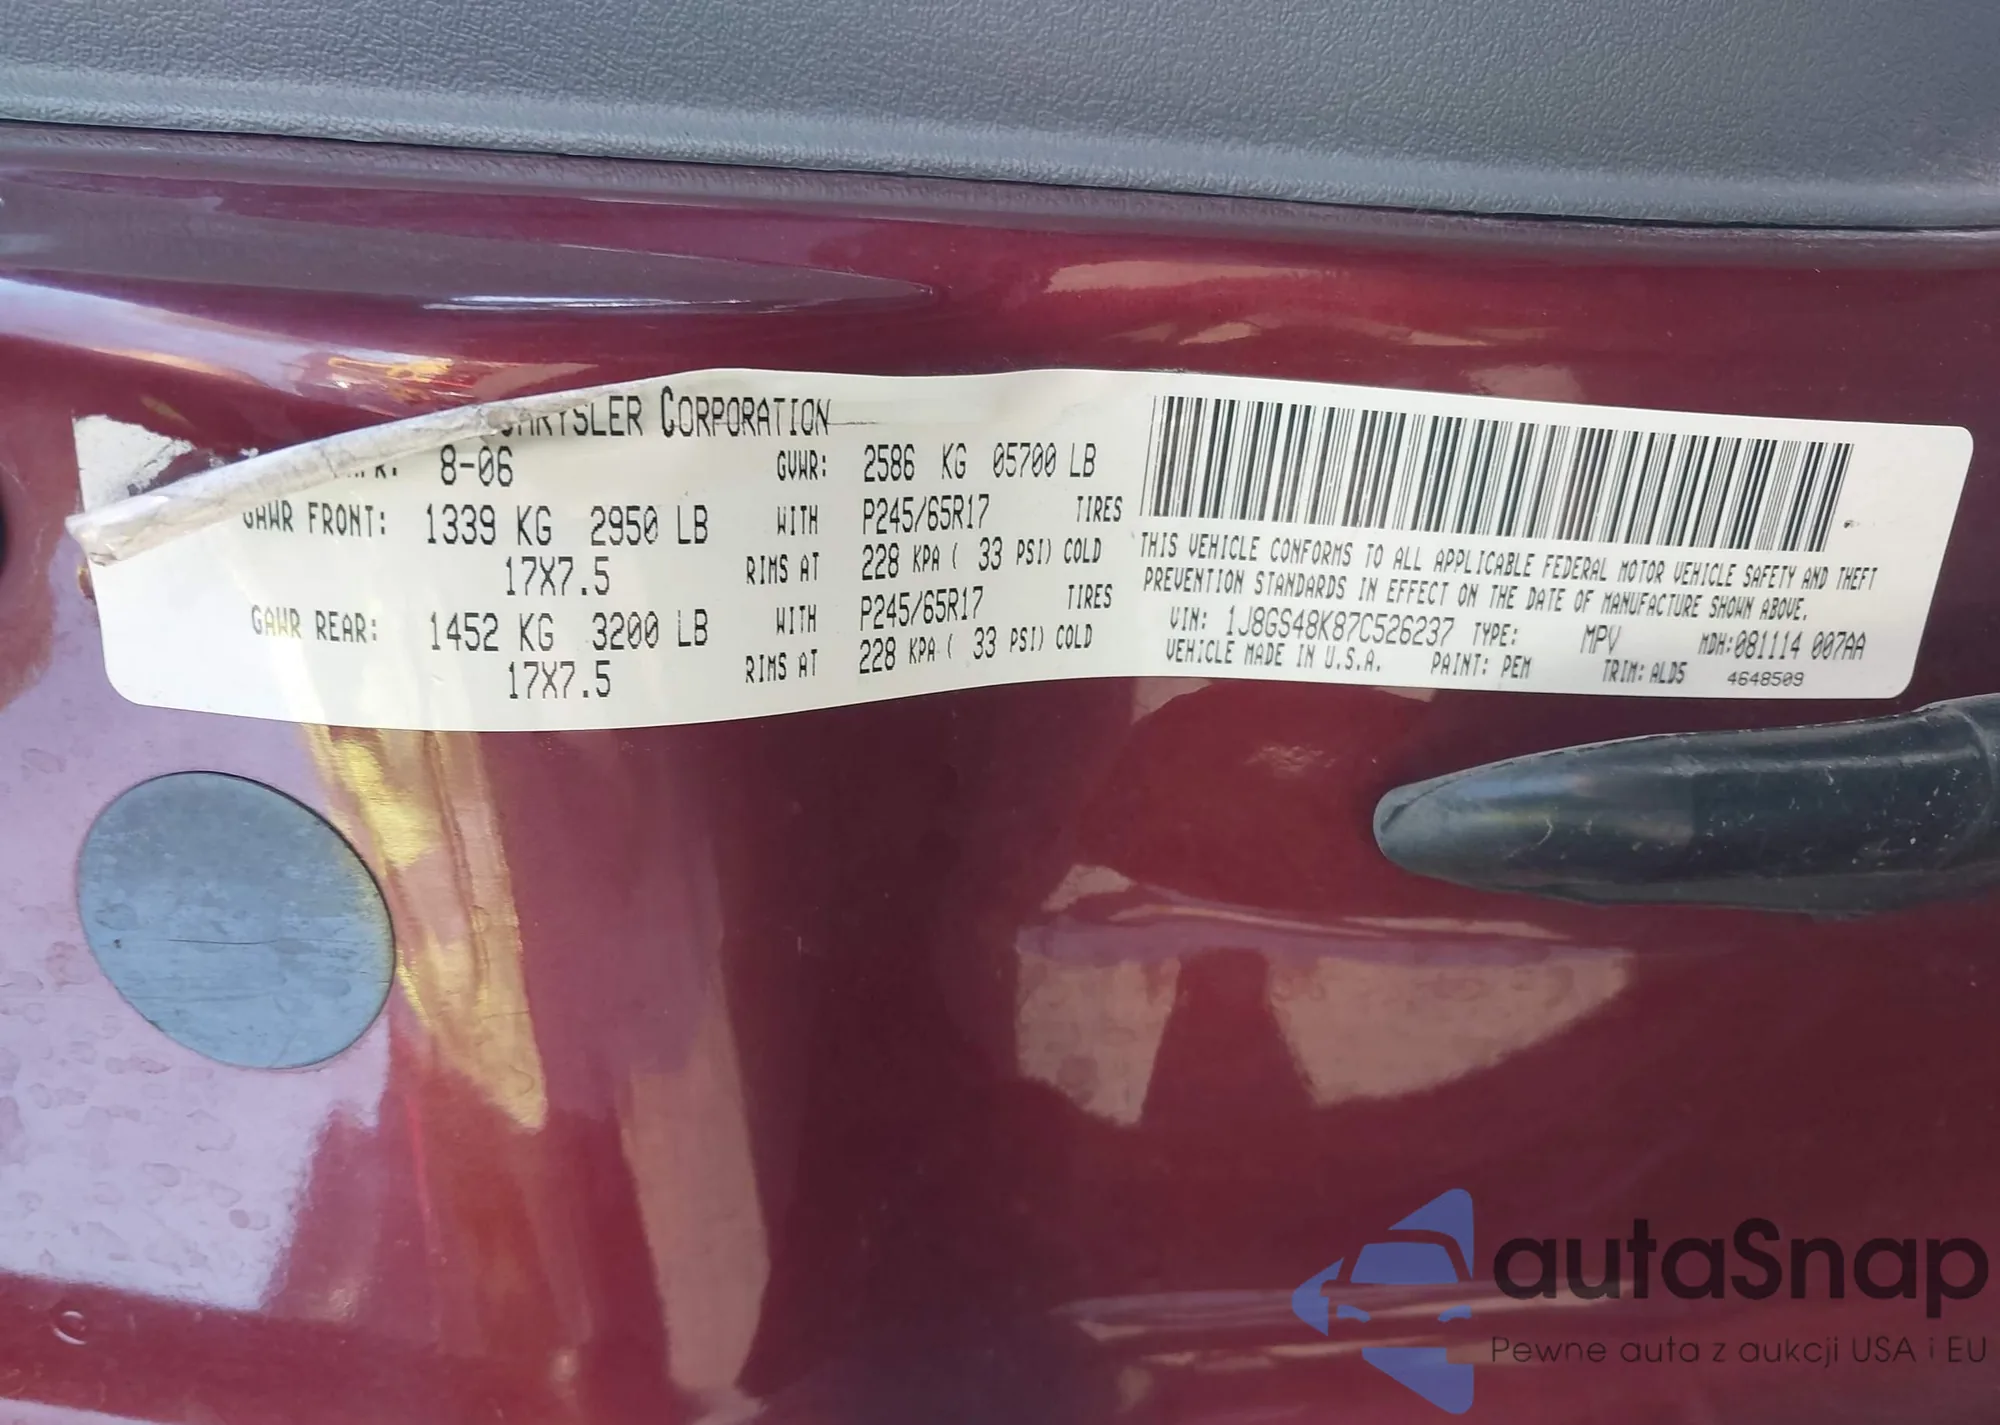 CHRYSLER CORPORATION
MFR: 8-06 GVWR: 2586 KG 05700 LB
GAWR FRONT: 1339 KG 2950 LB WITH P245/65R17 TIRES
17X7.5 RIMS AT 228 KPA ( 33 PSI) COLD
GAWR REAR: 1452 KG 3200 LB WITH P245/65R17 TIRES
17X7.5 RIMS AT 228 KPA ( 33 PSI) COLD
THIS VEHICLE CONFORMS TO ALL APPLICABLE FEDERAL MOTOR VEHICLE SAFETY AND THEFT
PREVENTION STANDARDS IN EFFECT ON THE DATE OF MANUFACTURE SHOWN ABOVE.
VIN: 1J8GS48K87C526237 TYPE: MPV MDH:081114 007AA
VEHICLE MADE IN U.S.A. PAINT: PEM TRIM: ALD5 4648509
autaSnap
Pewne auta z aukcji USA i EU